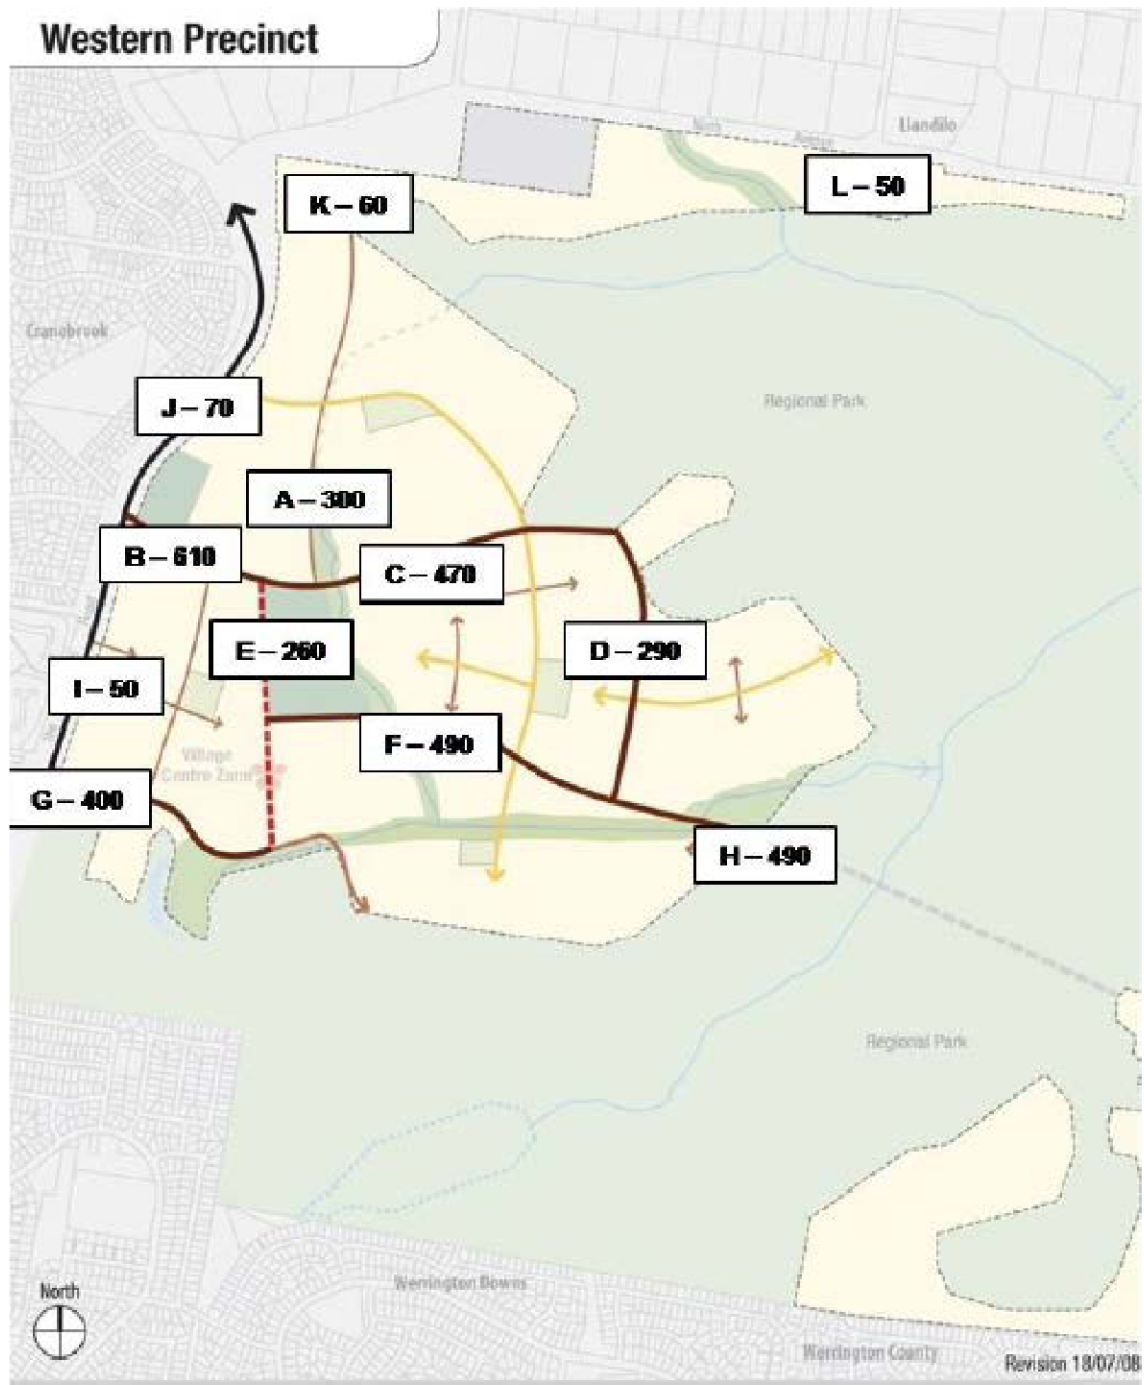 Western Precinct
Llandilo
L – 50
K – 60
Cranebrook
J – 70
Regional Park
A – 300
B – 610
C – 470
E – 260
D – 290
I – 50
F – 490
Village
Centre Zone
G – 400
H – 490
Regional Park
North
Werrington Downs
Werrington County
Revision 18/07/08